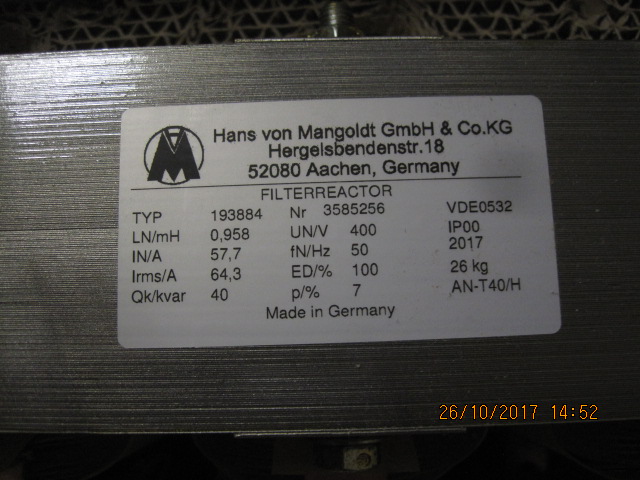 Hans von Mangoldt GmbH & Co.KG
Hergelsbendenstr.18
52080 Aachen, Germany
FILTERREACTOR
TYP 193884 Nr 3585256 VDE0532
LN/mH 0,958 UN/V 400 IP00
IN/A 57,7 fN/Hz 50 2017
Irms/A 64,3 ED/% 100 26 kg
Qk/kvar 40 p/% 7 AN-T40/H
Made in Germany
26/10/2017 14:52